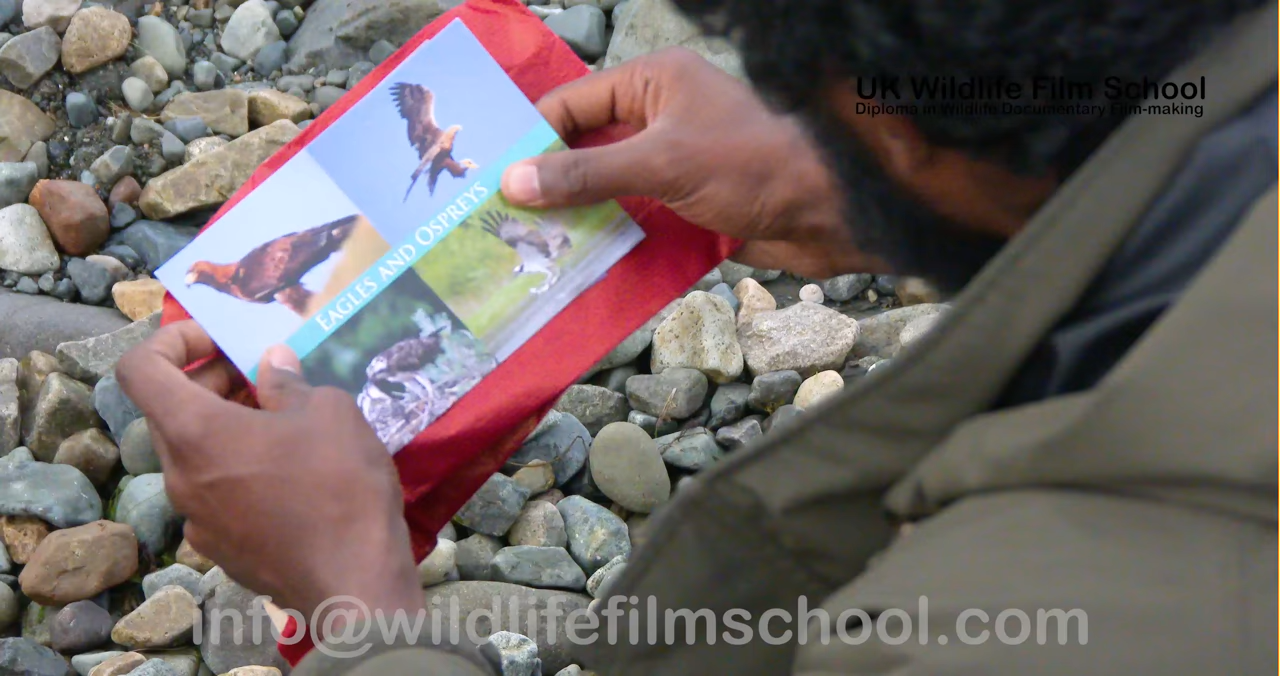 UK Wildlife Film School
Diploma in Wildlife Documentary Film-making
EAGLES AND OSPREYS
info@wildlifefilmschool.com